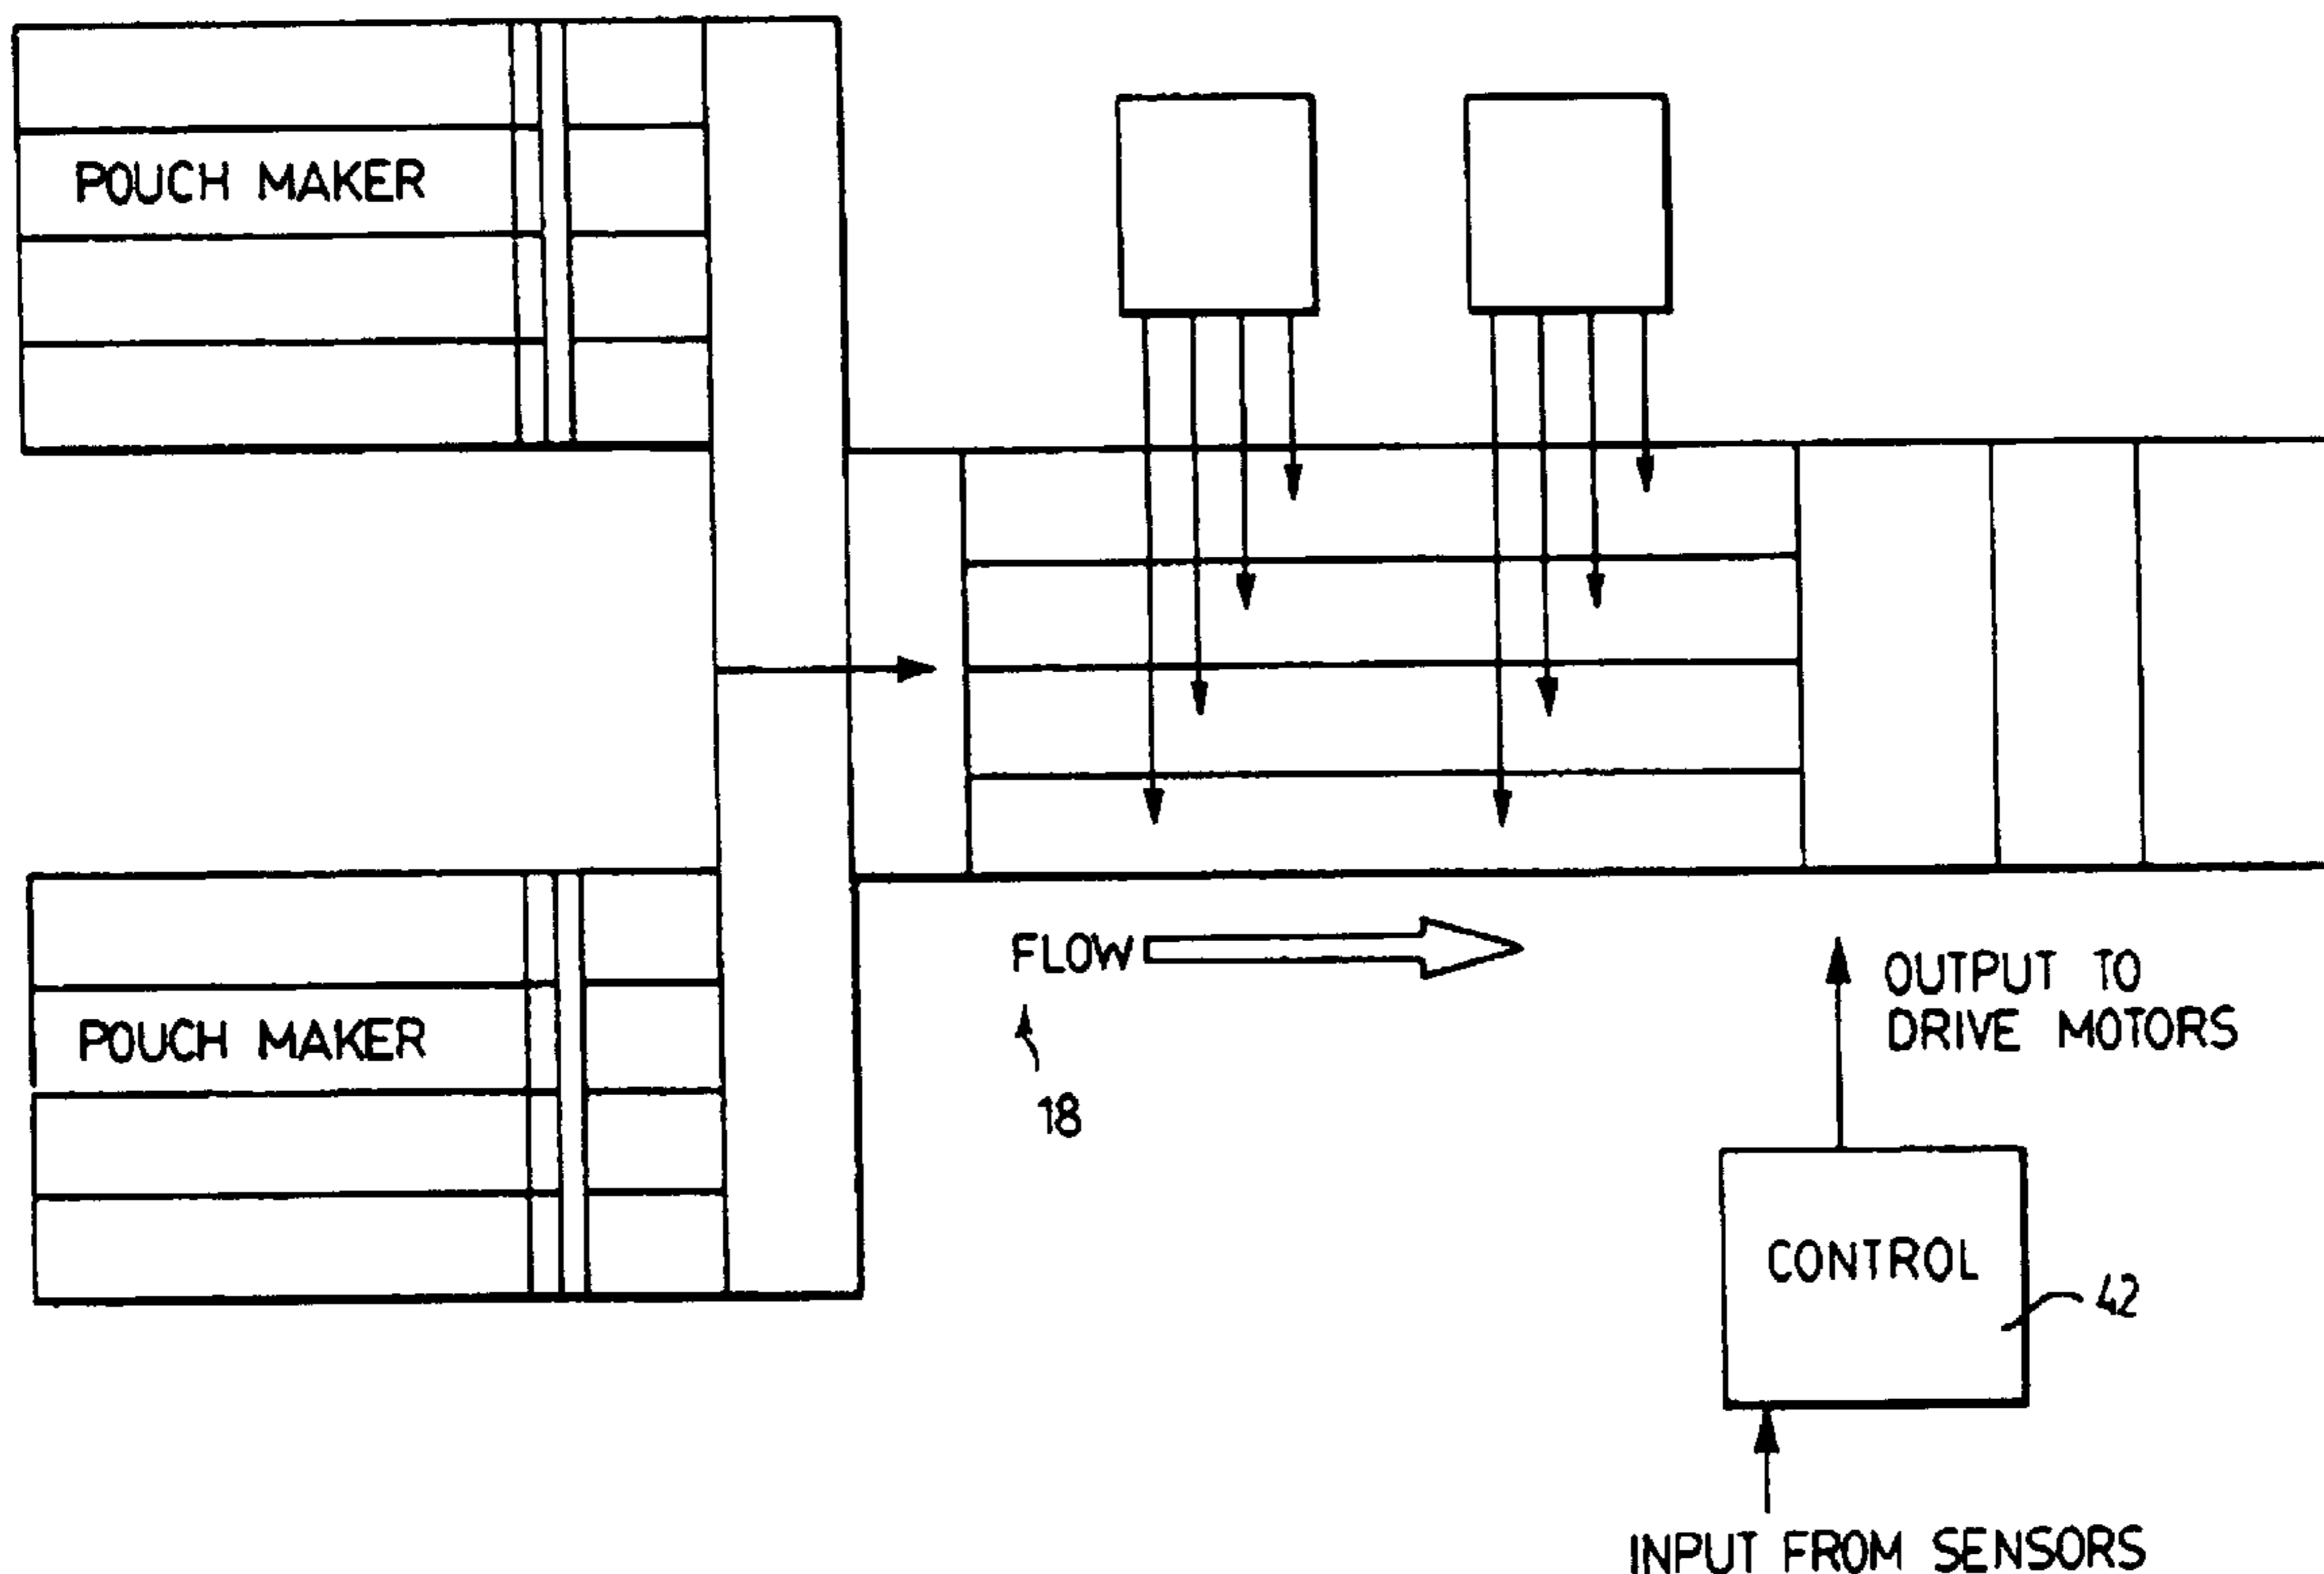 POUCH MAKER
POUCH MAKER
FLOW
18
OUTPUT TO
DRIVE MOTORS
CONTROL
42
INPUT FROM SENSORS